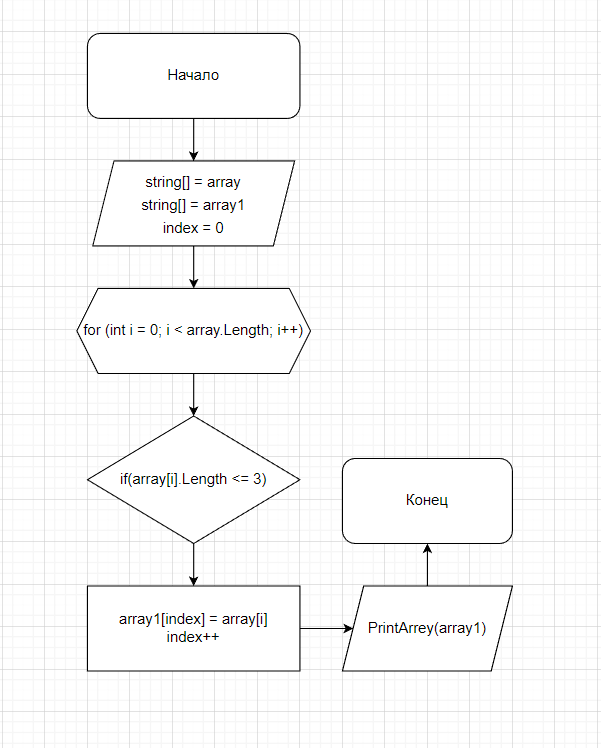 Начало
string[] = array
string[] = array1
index = 0
for (int i = 0; i < array.Length; i++)
if(array[i].Length <= 3)
array1[index] = array[i]
index++
PrintArrey(array1)
Конец